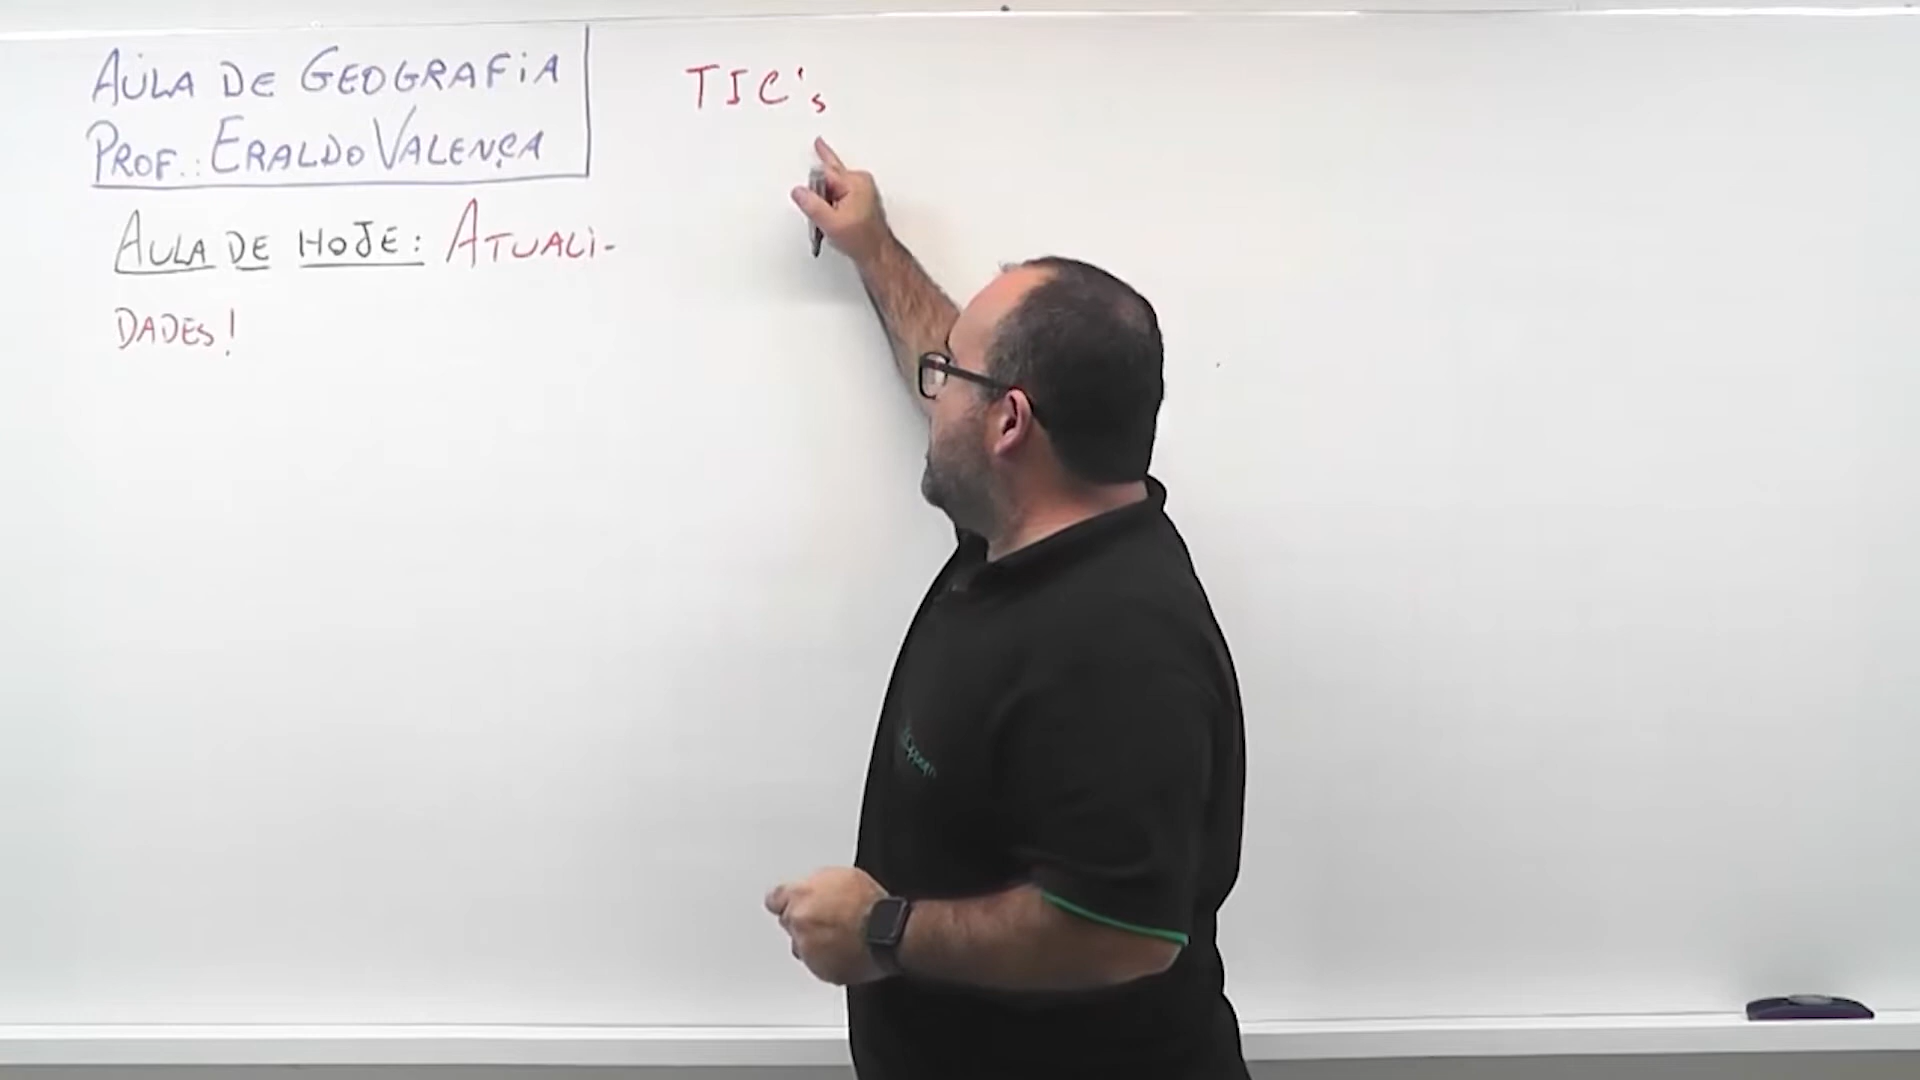 AULA DE GEOGRAFIA
PROF.: ERALDO VALENÇA
AULA DE HOJE: ATUALI-
DADES!
TIC's